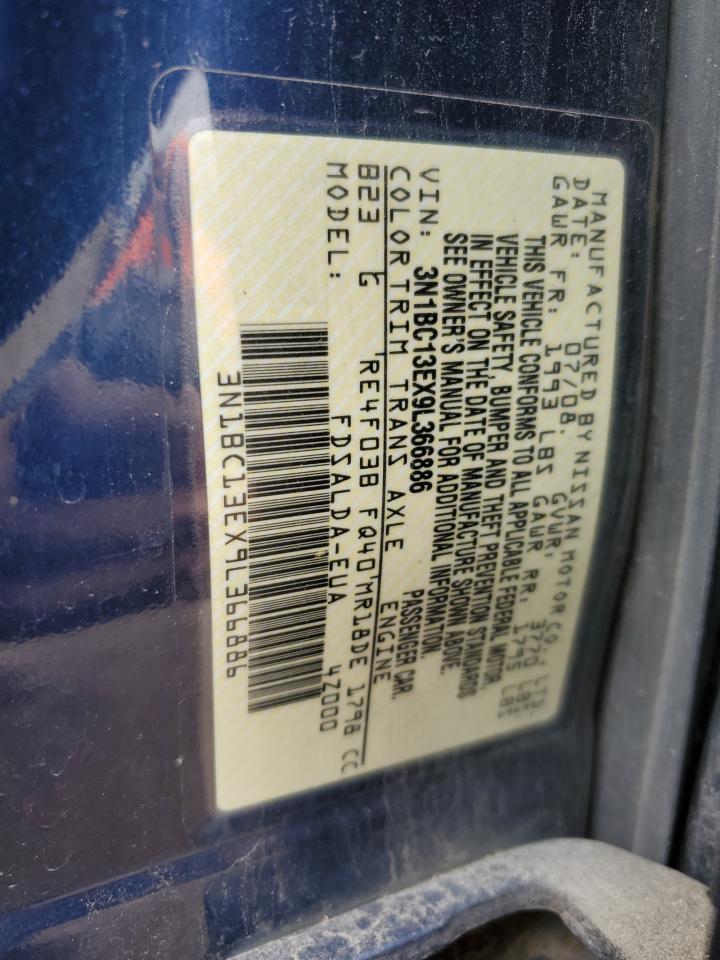 MANUFACTURED BY NISSAN MOTOR CO., LTD.
DATE: 07/08. GVWR: 3770 LBS
GAWR FR: 1993 LBS GAWR RR: 1795 LBS
THIS VEHICLE CONFORMS TO ALL APPLICABLE FEDERAL MOTOR
VEHICLE SAFETY, BUMPER AND THEFT PREVENTION STANDARDS
IN EFFECT ON THE DATE OF MANUFACTURE SHOWN ABOVE.
SEE OWNER'S MANUAL FOR ADDITIONAL INFORMATION.
VIN: 3N1BC13EX9L366886 PASSENGER CAR.
COLOR TRIM TRANS AXLE ENGINE
B23 G RE4F03B FQ40 MR18DE 1798 CC
MODEL: FDSALDA-EUA 4Z000
3N1BC13EX9L366886